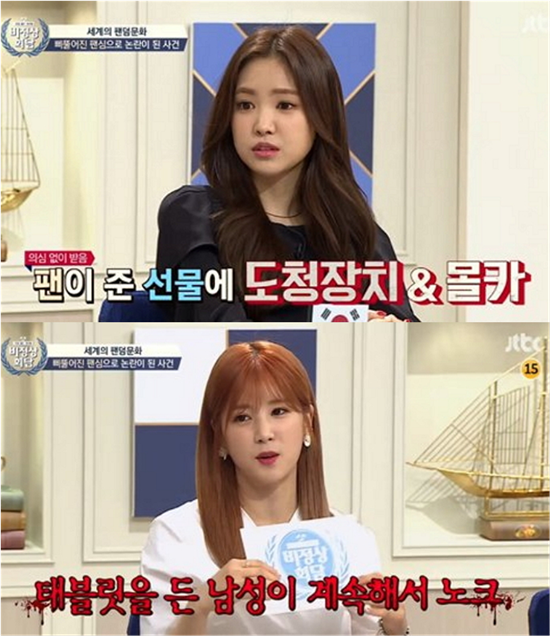 비정상회담
세계의 팬덤문화
삐뚤어진 팬심으로 논란이 된 사건
jtbc
의심 없이 받음
팬이 준 선물에 도청장치 & 몰카
비정상회담
세계의 팬덤문화
삐뚤어진 팬심으로 논란이 된 사건
jtbc
15
비정상회담
태블릿을 든 남성이 계속해서 노크